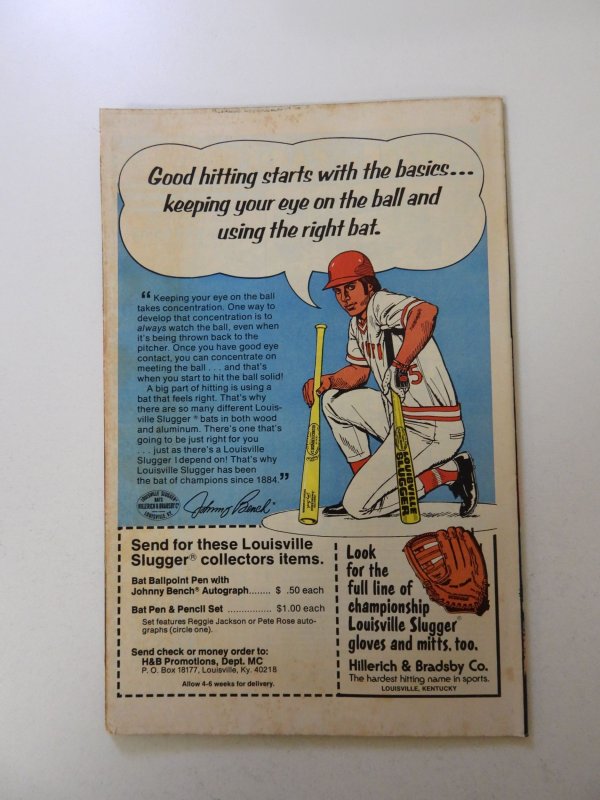 Good hitting starts with the basics...
keeping your eye on the ball and
using the right bat.
“Keeping your eye on the ball
takes concentration. One way to
develop that concentration is to
always watch the ball, even when
it's being thrown back to the
pitcher. Once you have good eye
contact, you can concentrate on
meeting the ball . . . and that's
when you start to hit the ball solid!
A big part of hitting is using a
bat that feels right. That's why
there are so many different Louis-
ville Slugger® bats in both wood
and aluminum. There's one that's
going to be just right for you
. . . just as there's a Louisville
Slugger I depend on! That's why
Louisville Slugger has been
the bat of champions since 1884.”
Johnny Bench
LOUISVILLE SLUGGER
BATS
HILLERICH & BRADSBY CO
LOUISVILLE, KY.
5
LOUISVILLE
SLUGGER
Send for these Louisville
Slugger® collectors items.
Bat Ballpoint Pen with
Johnny Bench® Autograph........ $ .50 each
Bat Pen & Pencil Set ................ $1.00 each
Set features Reggie Jackson or Pete Rose auto-
graphs (circle one).
Send check or money order to:
H&B Promotions, Dept. MC
P. O. Box 18177, Louisville, Ky. 40218
Allow 4-6 weeks for delivery.
Look
for the
full line of
championship
Louisville Slugger®
gloves and mitts, too.
Hillerich & Bradsby Co.
The hardest hitting name in sports.
LOUISVILLE, KENTUCKY